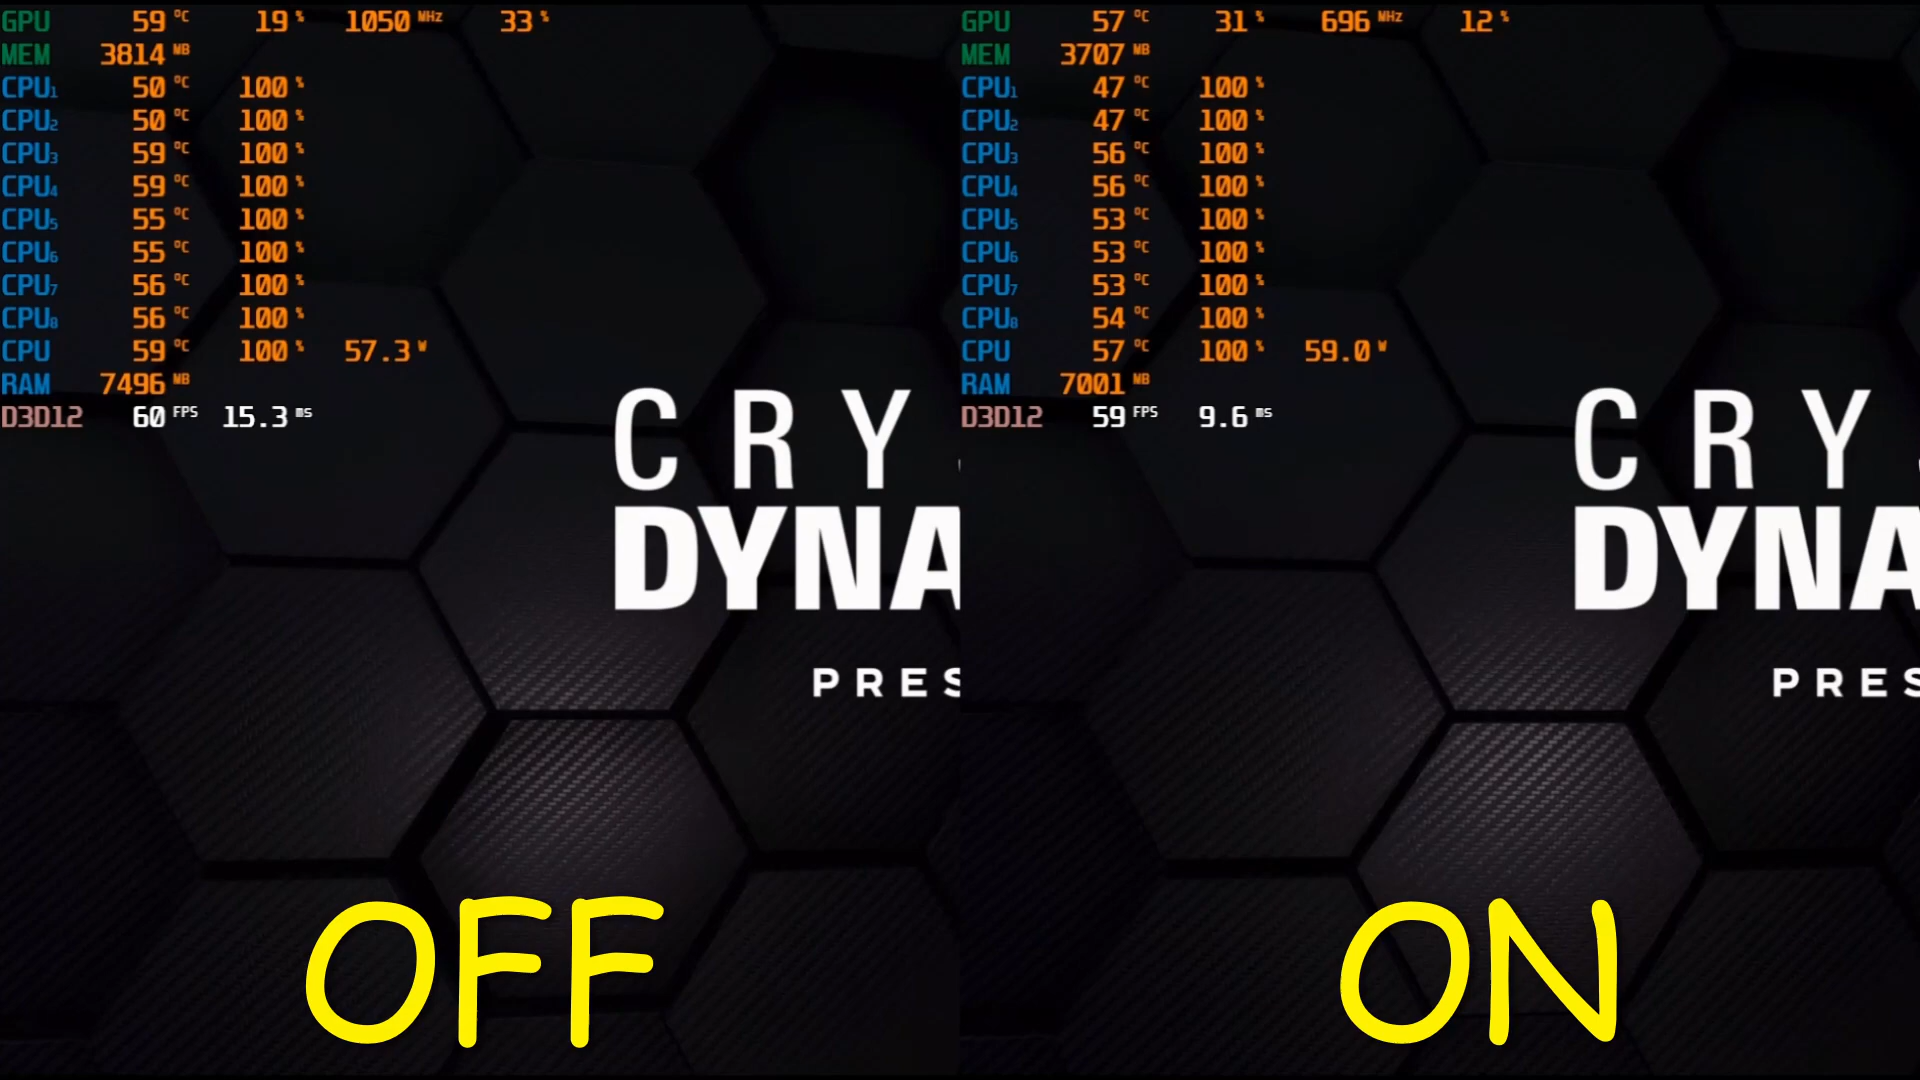 GPU 59 °C 19 % 1050 MHz 33 %
MEM 3814 MB
CPU1 50 °C 100 %
CPU2 50 °C 100 %
CPU3 59 °C 100 %
CPU4 59 °C 100 %
CPU5 55 °C 100 %
CPU6 55 °C 100 %
CPU7 56 °C 100 %
CPU8 56 °C 100 %
CPU 59 °C 100 % 57.3 W
RAM 7496 MB
D3D12 60 FPS 15.3 ms
CRY
DYNA
PRES
OFF
GPU 57 °C 31 % 696 MHz 12 %
MEM 3707 MB
CPU1 47 °C 100 %
CPU2 47 °C 100 %
CPU3 56 °C 100 %
CPU4 56 °C 100 %
CPU5 53 °C 100 %
CPU6 53 °C 100 %
CPU7 53 °C 100 %
CPU8 54 °C 100 %
CPU 57 °C 100 % 59.0 W
RAM 7001 MB
D3D12 59 FPS 9.6 ms
CRY
DYNA
PRES
ON